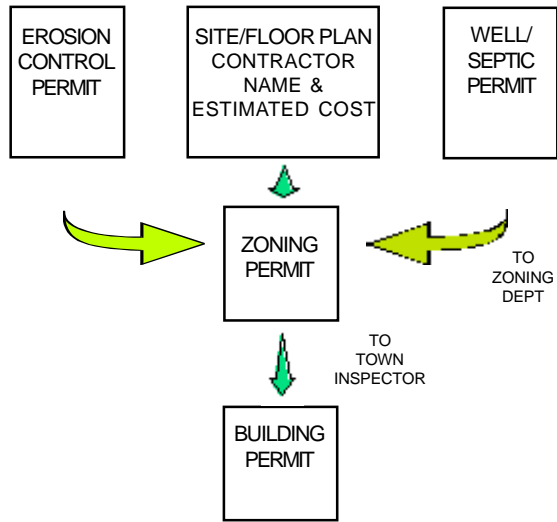 EROSION
CONTROL
PERMIT
SITE/FLOOR PLAN
CONTRACTOR
NAME &
ESTIMATED COST
WELL/
SEPTIC
PERMIT
ZONING
PERMIT
TO
ZONING
DEPT
TO
TOWN
INSPECTOR
BUILDING
PERMIT